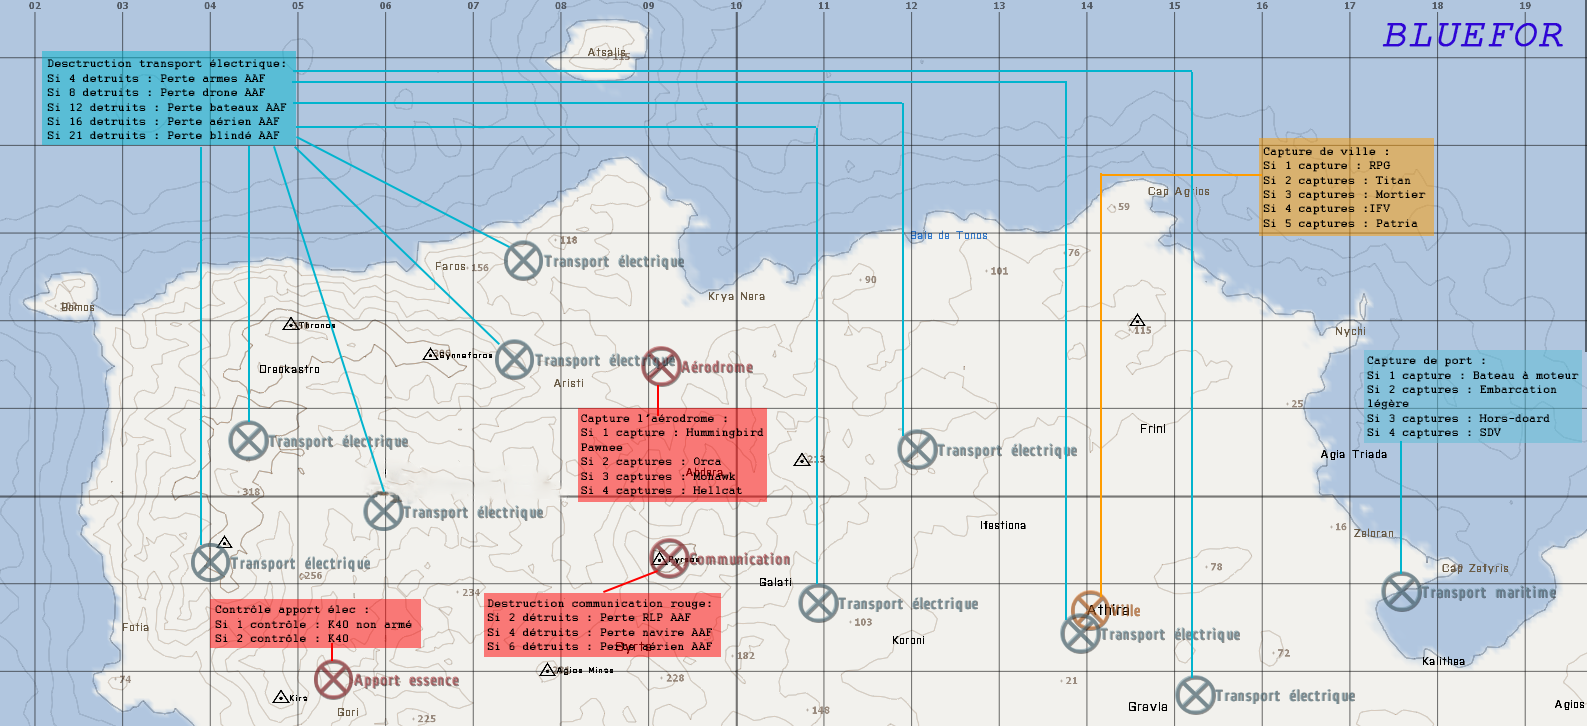 02 03 04 05 06 07 08 09 10 11 12 13 14 15 16 17 18 19
BLUEFOR
Atsalis
115
Desctruction transport électrique:
Si 4 detruits : Perte armes AAF
Si 8 detruits : Perte drone AAF
Si 12 detruits : Perte bateaux AAF
Si 16 detruits : Perte aérien AAF
Si 21 detruits : Perte blindé AAF
Capture de ville :
Si 1 capture : RPG
Si 2 captures : Titan
Si 3 captures : Mortier
Si 4 captures :IFV
Si 5 captures : Patria
Cap Agrios
59
Baie de Tonos
118
76
Faros
156
Transport électrique
101
90
Bomos
Krya Nera
Thronos
115
Nychi
Synneforos
Oreokastro
Transport électrique
Aérodrome
Aristi
Capture de port :
Si 1 capture : Bateau à moteur
Si 2 captures : Embarcation
légère
Si 3 captures : Hors-doard
Si 4 captures : SDV
25
Capture l'aérodrome :
Si 1 capture : Hummingbird
Pawnee
Si 2 captures : Orca
Si 3 captures : Mohawk
Si 4 captures : Hellcat
Abdera
Frini
Transport électrique
Transport électrique
213
Agia Triada
318
Transport électrique
Ifestiona
16
Zeloran
Transport électrique
256
Pyrsos
Communication
Galati
78
Cap Zefyris
Transport maritime
234
Contrôle apport élec :
Si 1 contrôle : K40 non armé
Si 2 contrôle : K40
Destruction communication rouge:
Si 2 détruits : Perte RLP AAF
Si 4 détruits : Perte navire AAF
Si 6 détruits : Perte aérien AAF
Syrta
Transport électrique
103
Athira
Ville
Transport électrique
Fotia
Koroni
182
72
Kalithea
Agios Minas
74
Apport essence
228
21
Kira
Transport électrique
Gori
225
148
Gravia
Agios